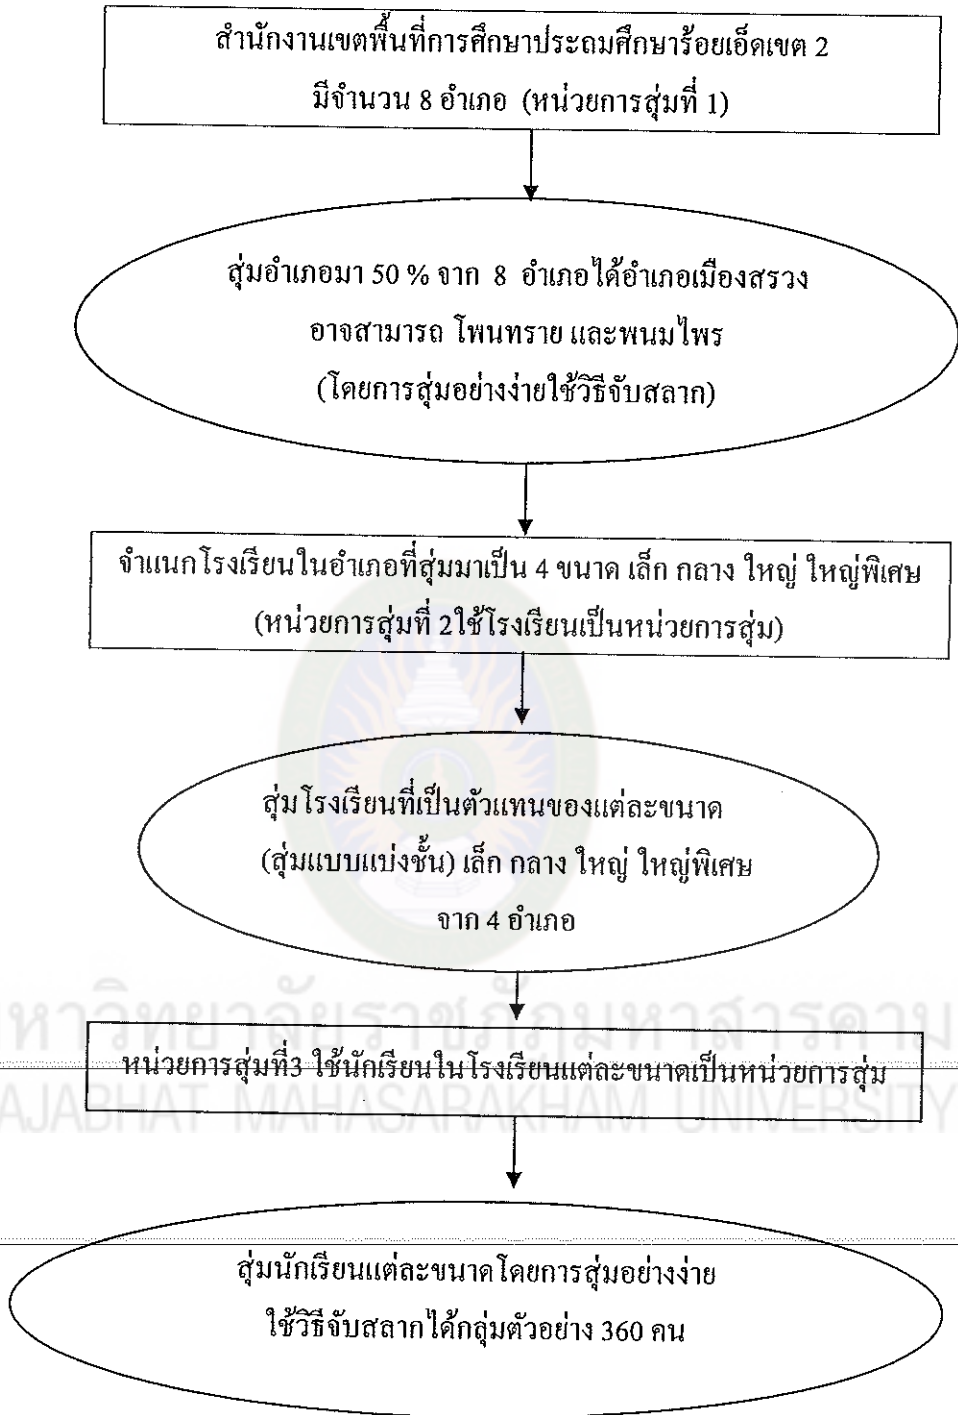 สำนักงานเขตพื้นที่การศึกษาประถมศึกษาร้อยเอ็ดเขต 2
มีจำนวน 8 อำเภอ (หน่วยการสุ่มที่ 1)
สุ่มอำเภอมา 50 % จาก 8 อำเภอได้อำเภอเมืองสรวง
อาจสามารถ โพนทราย และพนมไพร
(โดยการสุ่มอย่างง่ายใช้วิธีจับสลาก)
จำแนกโรงเรียนในอำเภอที่สุ่มมาเป็น 4 ขนาด เล็ก กลาง ใหญ่ ใหญ่พิเศษ
(หน่วยการสุ่มที่ 2ใช้โรงเรียนเป็นหน่วยการสุ่ม)
สุ่มโรงเรียนที่เป็นตัวแทนของแต่ละขนาด
(สุ่มแบบแบ่งชั้น) เล็ก กลาง ใหญ่ ใหญ่พิเศษ
จาก 4 อำเภอ
หาวิทยาลัยราชภัฏมหาสารคาม
หน่วยการสุ่มที่3 ใช้นักเรียนในโรงเรียนแต่ละขนาดเป็นหน่วยการสุ่ม
AJABHAT MAHASARAKHAM UNIVERSITY
สุ่มนักเรียนแต่ละขนาดโดยการสุ่มอย่างง่าย
ใช้วิธีจับสลากได้กลุ่มตัวอย่าง 360 คน